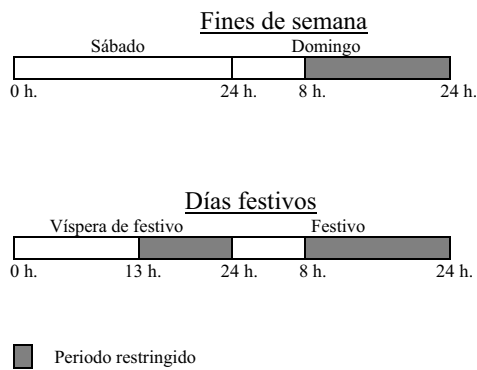 Fines de semana
Sábado Domingo
0 h. 24 h. 8 h. 24 h.
Días festivos
Víspera de festivo Festivo
0 h. 13 h. 24 h. 8 h. 24 h.
Periodo restringido